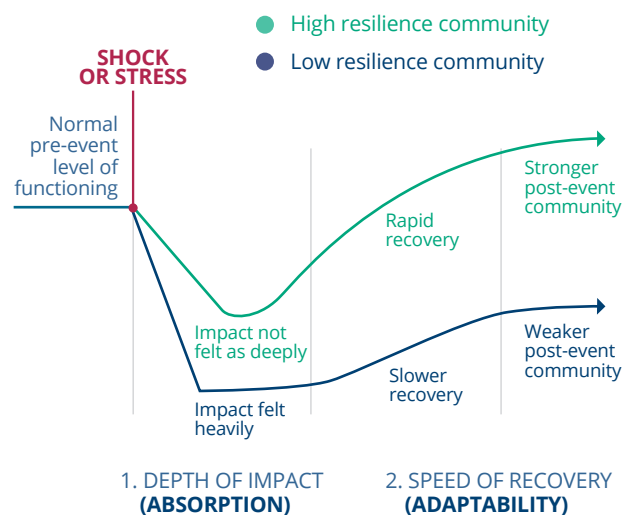 High resilience community
Low resilience community
SHOCK
OR STRESS
Normal
pre-event
level of
functioning
Stronger
post-event
community
Rapid
recovery
Impact not
felt as deeply
Weaker
post-event
community
Slower
recovery
Impact felt
heavily
1. DEPTH OF IMPACT
(ABSORPTION)
2. SPEED OF RECOVERY
(ADAPTABILITY)